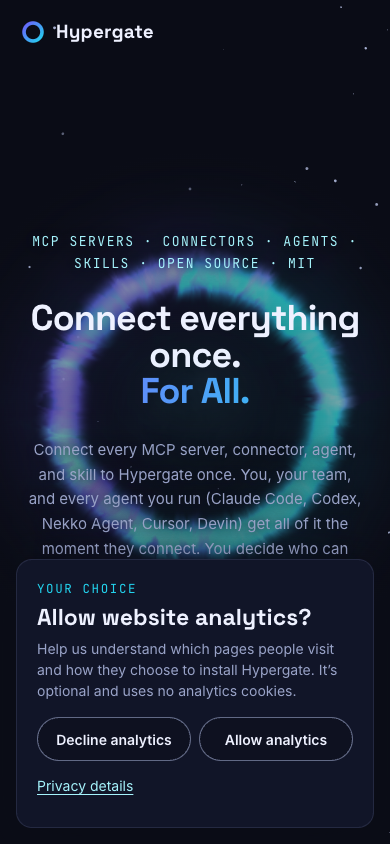 Hypergate
MCP SERVERS · CONNECTORS · AGENTS ·
SKILLS · OPEN SOURCE · MIT
Connect everything
once.
For All.
Connect every MCP server, connector, agent,
and skill to Hypergate once. You, your team,
and every agent you run (Claude Code, Codex,
Nekko Agent, Cursor, Devin) get all of it the
moment they connect. You decide who can
YOUR CHOICE
Allow website analytics?
Help us understand which pages people visit
and how they choose to install Hypergate. It’s
optional and uses no analytics cookies.
Decline analytics
Allow analytics
Privacy details